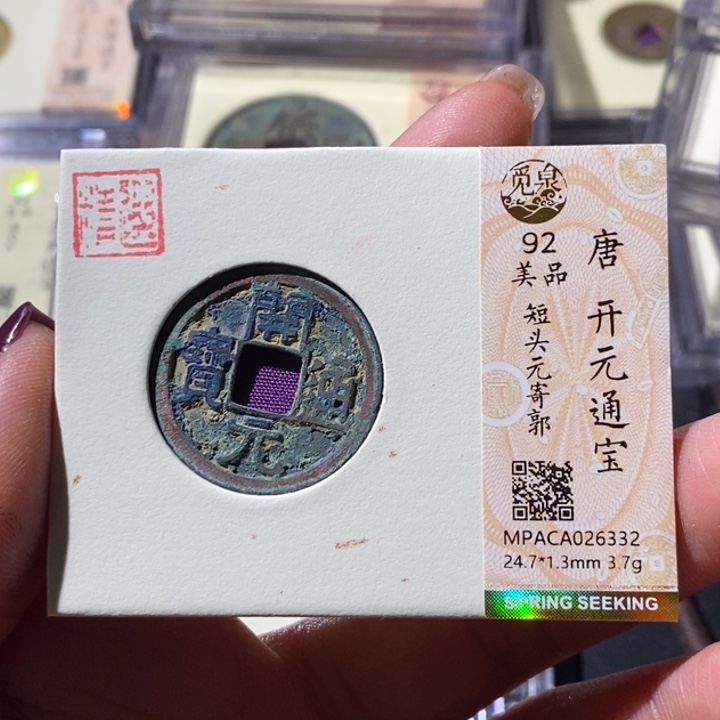 開元通寶
觅泉
92
美品
短头元寄郭
唐 开元通宝
MPACA026332
24.7*1.3mm 3.7g
SPRING SEEKING